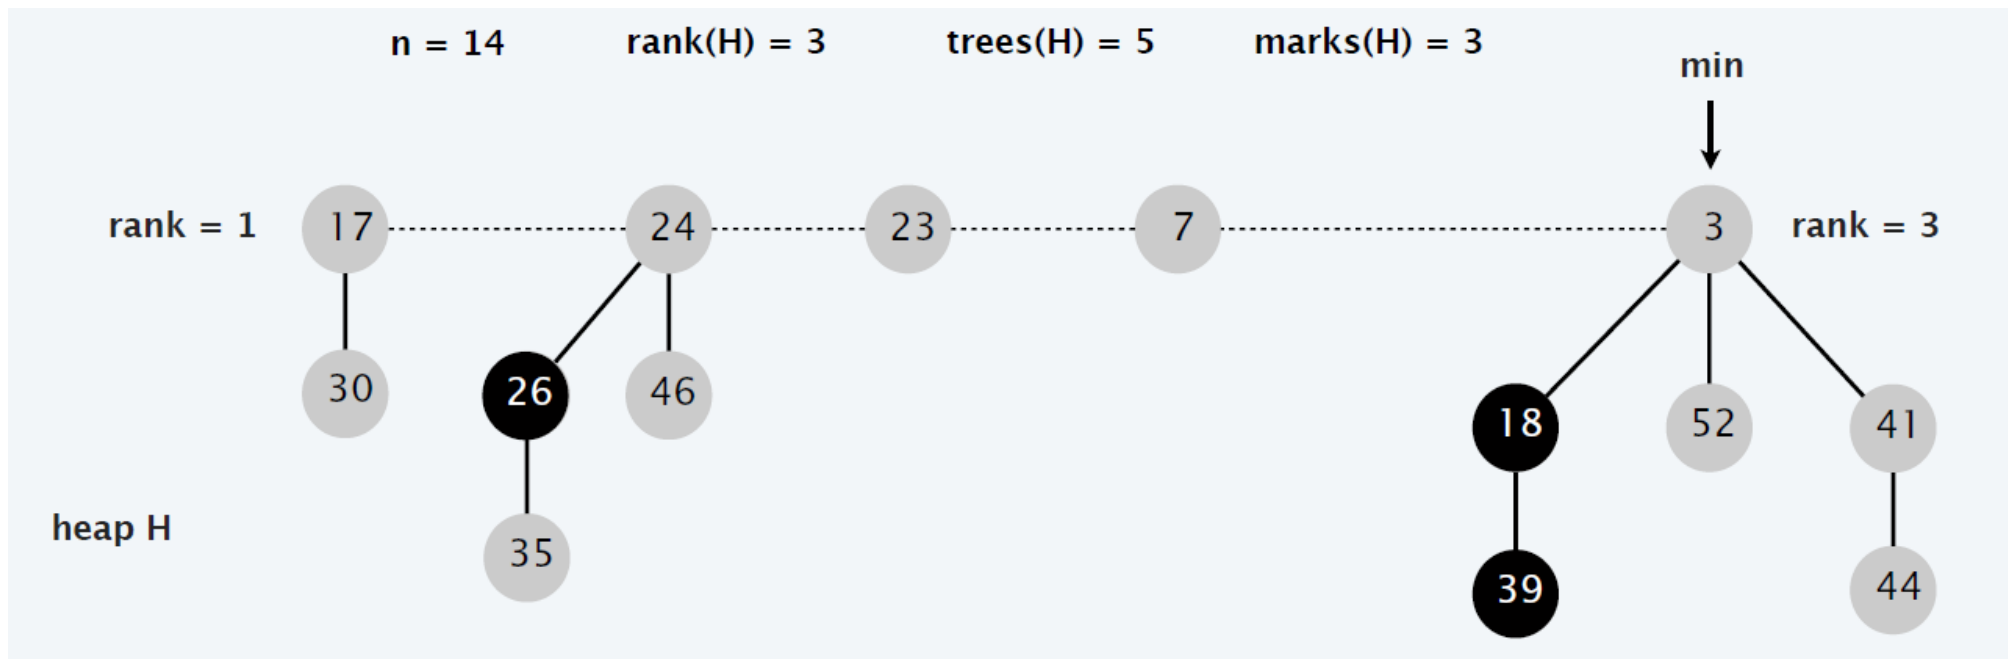 n = 14 rank(H) = 3 trees(H) = 5 marks(H) = 3
min
rank = 1 17 24 23 7 3 rank = 3
30 26 46 18 52 41
heap H 35 39 44